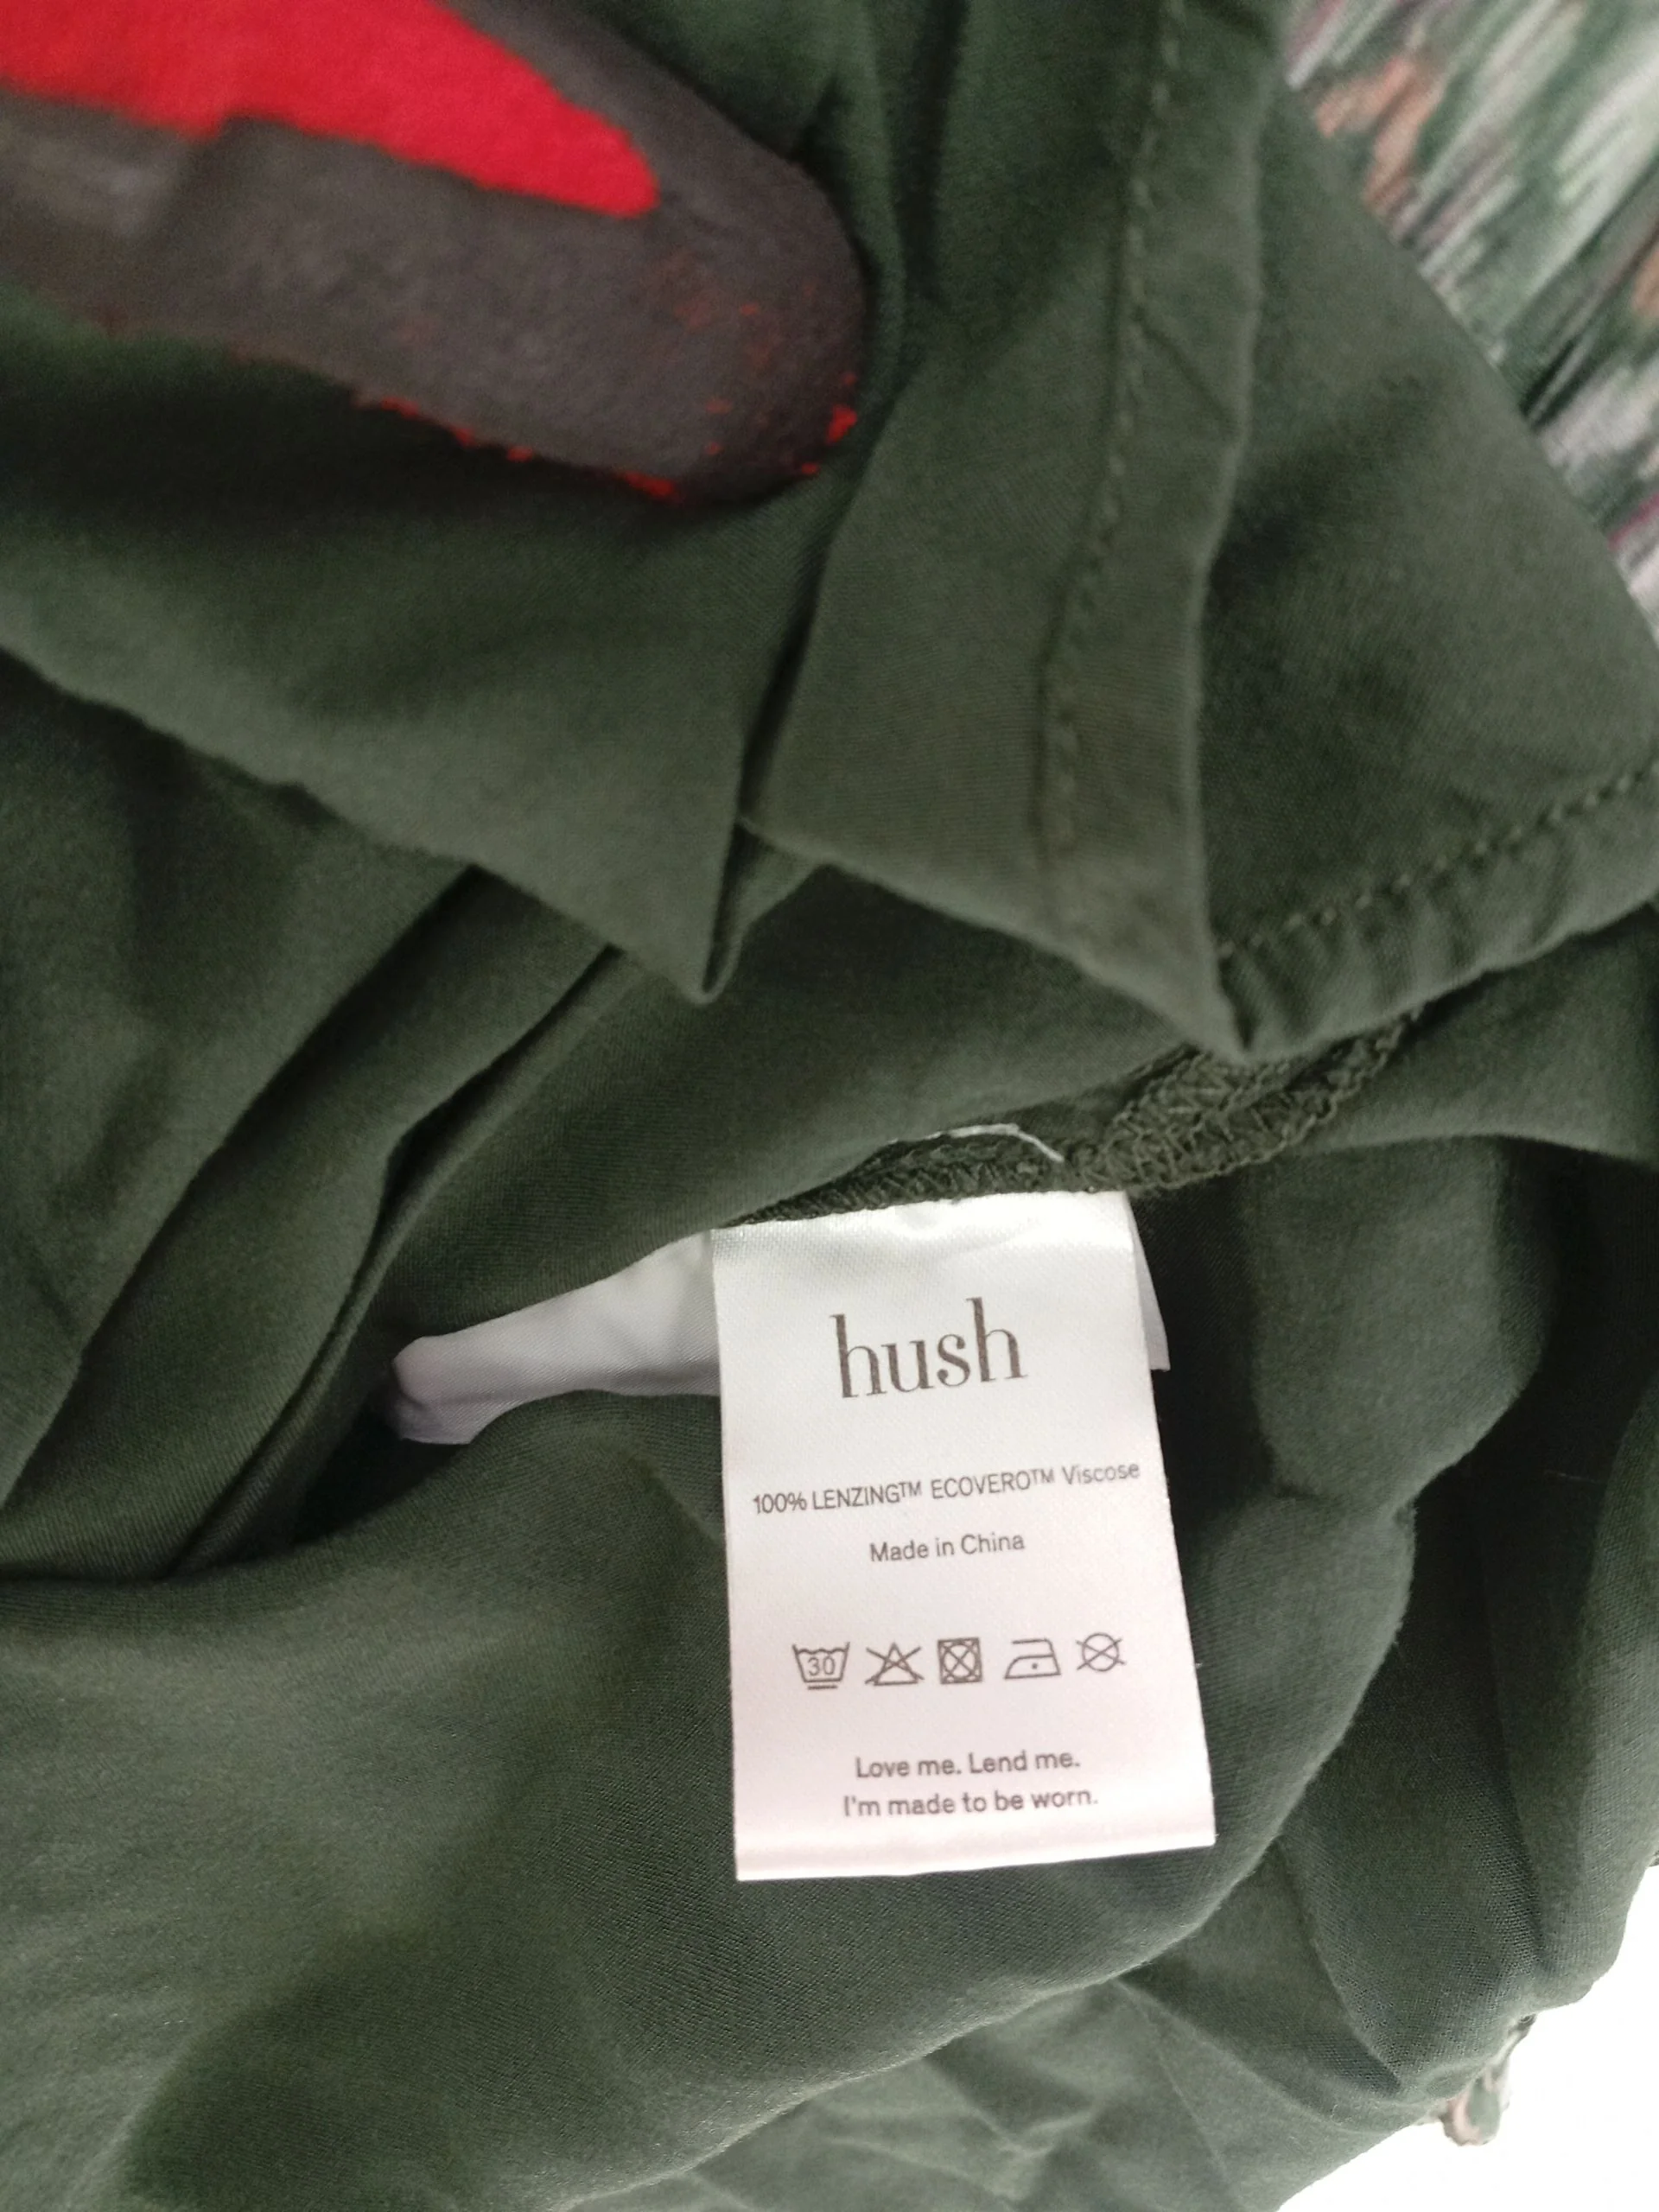 hush
100% LENZING™ ECOVERO™ Viscose
Made in China
30
Love me. Lend me.
I'm made to be worn.